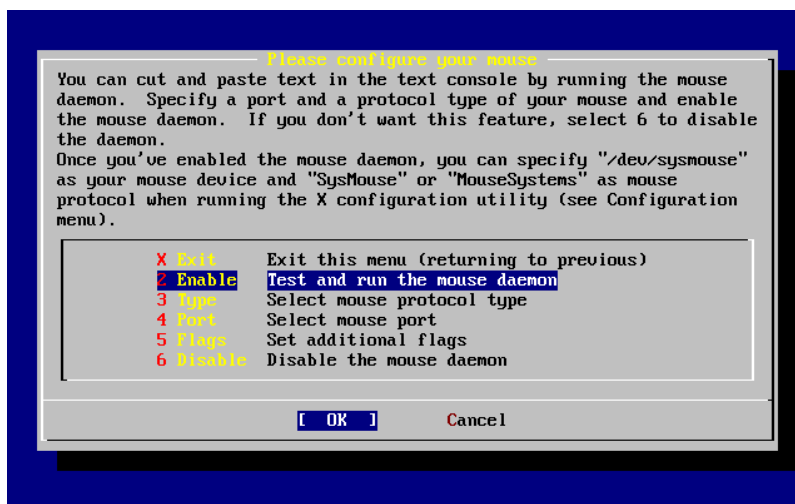 Please configure your mouse
You can cut and paste text in the text console by running the mouse
daemon.  Specify a port and a protocol type of your mouse and enable
the mouse daemon.  If you don't want this feature, select 6 to disable
the daemon.
Once you've enabled the mouse daemon, you can specify "/dev/sysmouse"
as your mouse device and "SysMouse" or "MouseSystems" as mouse
protocol when running the X configuration utility (see Configuration
menu).
X Exit Exit this menu (returning to previous)
2 Enable Test and run the mouse daemon
3 Type Select mouse protocol type
4 Port Select mouse port
5 Flags Set additional flags
6 Disable Disable the mouse daemon
[ OK ] Cancel